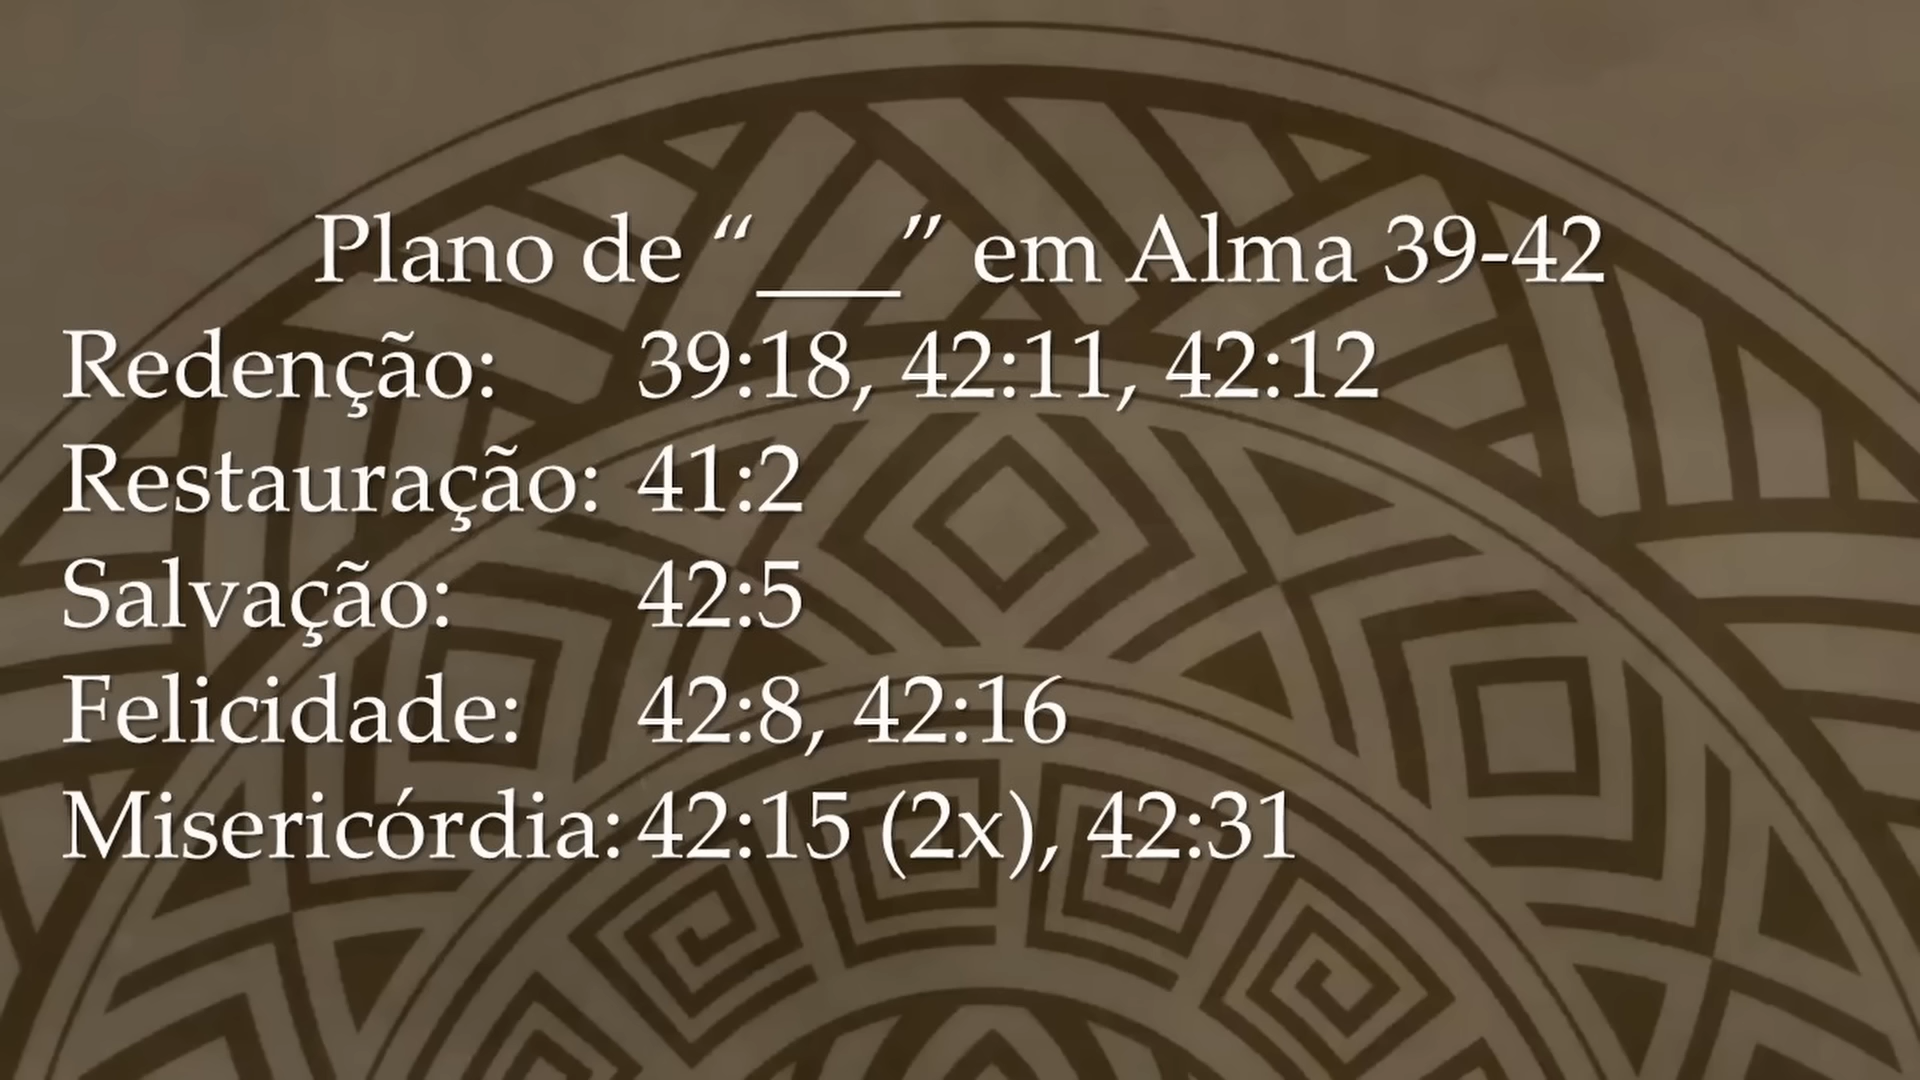 Plano de “___” em Alma 39-42
Redenção: 39:18, 42:11, 42:12
Restauração: 41:2
Salvação: 42:5
Felicidade: 42:8, 42:16
Misericórdia: 42:15 (2x), 42:31